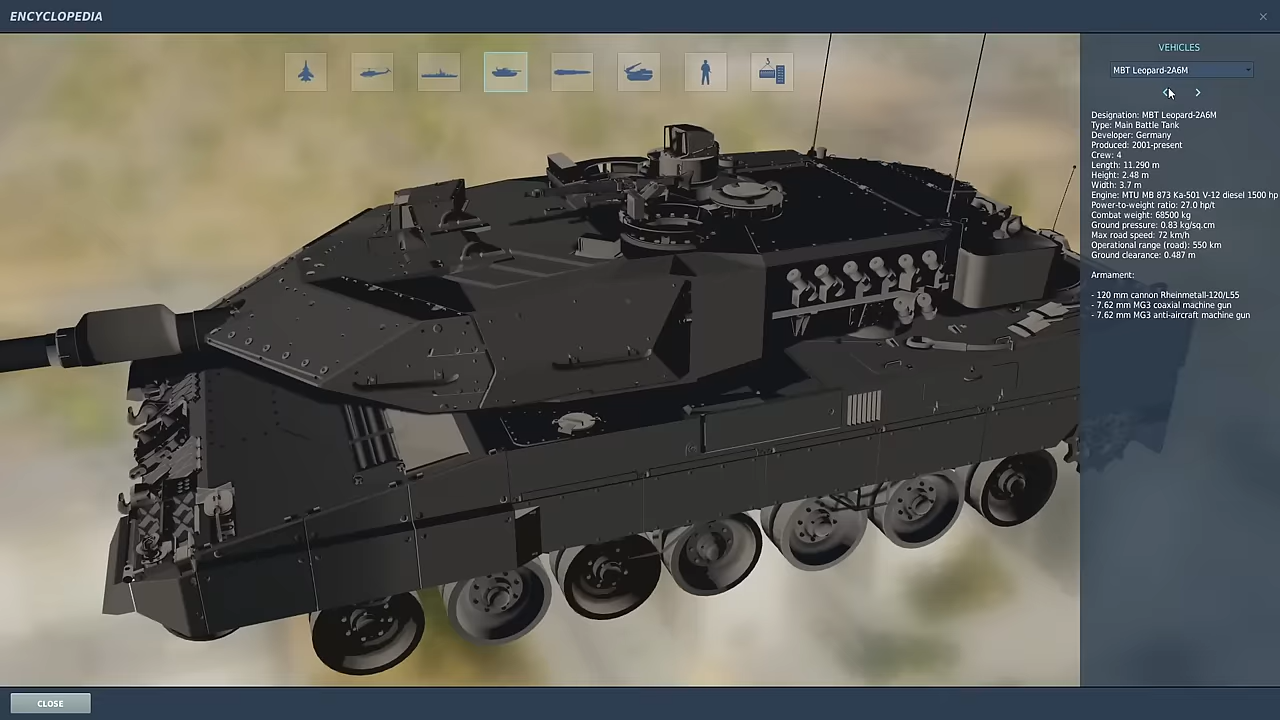 ENCYCLOPEDIA
VEHICLES
MBT Leopard-2A6M
Designation: MBT Leopard-2A6M
Type: Main Battle Tank
Developer: Germany
Produced: 2001-present
Crew: 4
Length: 11.290 m
Height: 2.48 m
Width: 3.7 m
Engine: MTU MB 873 Ka-501 V-12 diesel 1500 hp
Power-to-weight ratio: 27.0 hp/t
Combat weight: 68500 kg
Ground pressure: 0.83 kg/sq.cm
Max road speed: 72 km/h
Operational range (road): 550 km
Ground clearance: 0.487 m
Armament:
- 120 mm cannon Rheinmetall-120/L55
- 7.62 mm MG3 coaxial machine gun
- 7.62 mm MG3 anti-aircraft machine gun
CLOSE